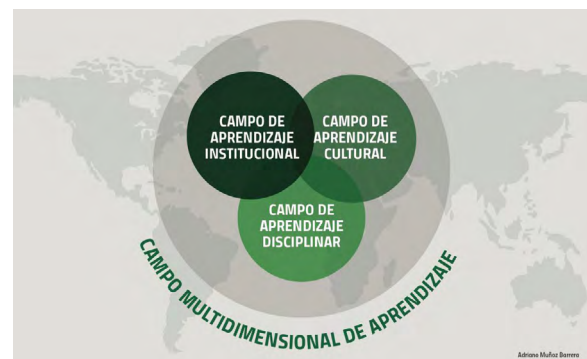 CAMPO DE
APRENDIZAJE
INSTITUCIONAL
CAMPO DE
APRENDIZAJE
CULTURAL
CAMPO DE
APRENDIZAJE
DISCIPLINAR
CAMPO MULTIDIMENSIONAL DE APRENDIZAJE
Adriana Muñoz Barrera